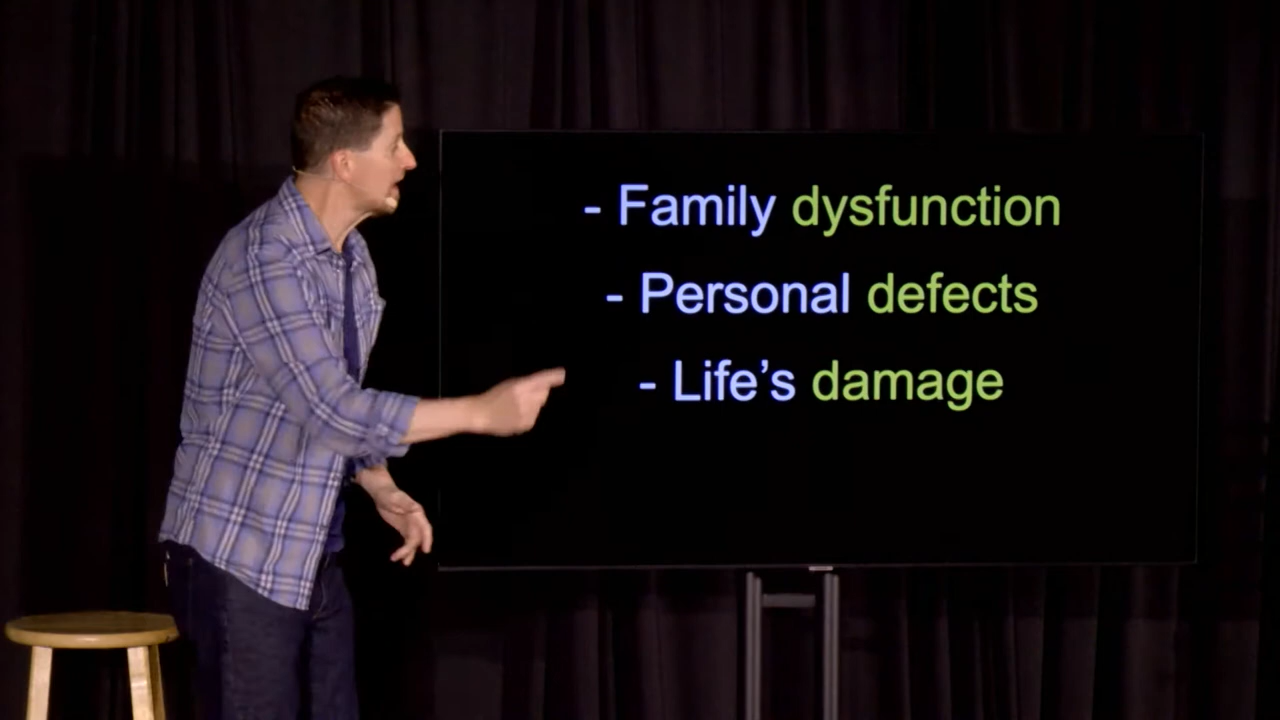 - Family dysfunction
- Personal defects
- Life's damage